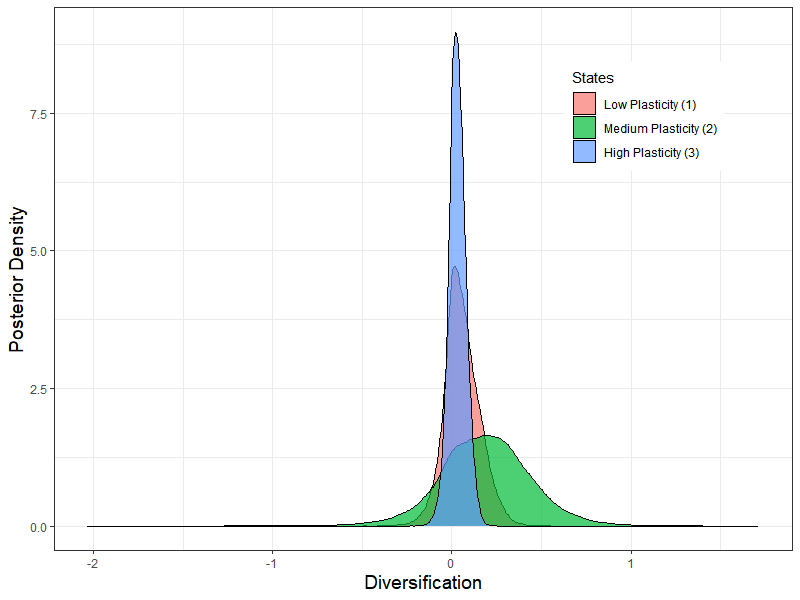 States
Low Plasticity (1)
Medium Plasticity (2)
High Plasticity (3)
Posterior Density
7.5
5.0
2.5
0.0
-2
-1
0
1
Diversification